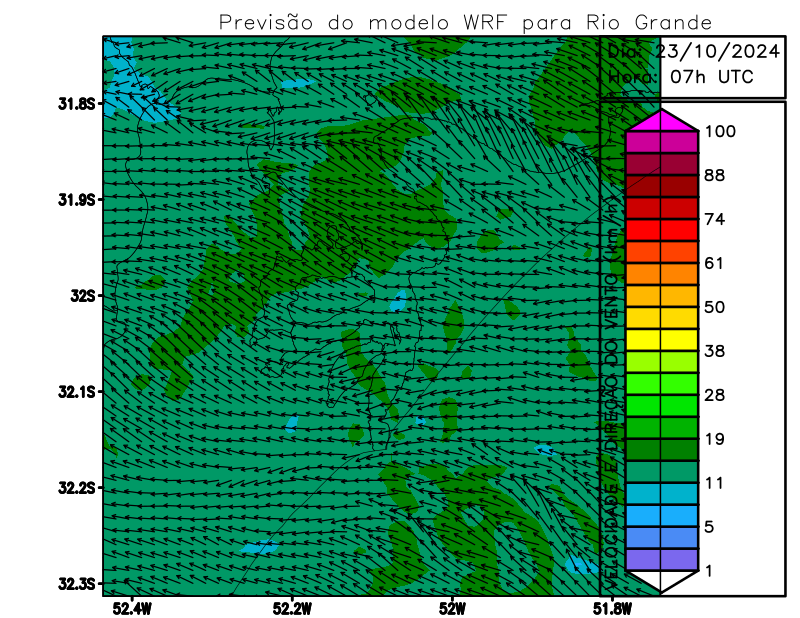 Previsão do modelo WRF para Rio Grande
Dia: 23/10/2024
Hora: 07h UTC
31.8S
31.9S
32S
32.1S
32.2S
32.3S
52.4W
52.2W
52W
51.8W
VELOCIDADE E DIREÇÃO DO VENTO (km/h)
100
88
74
61
50
38
28
19
11
5
1